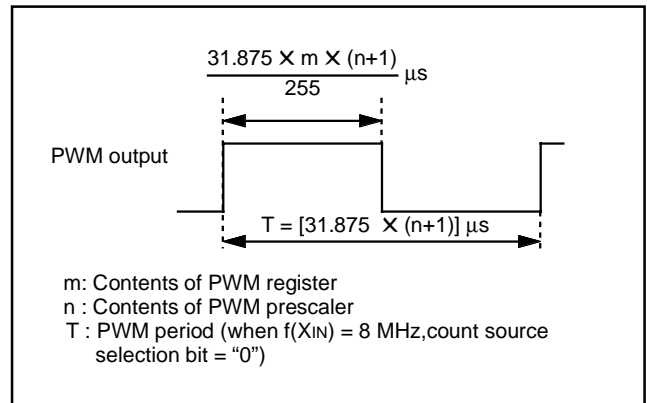 31.875 X m X (n+1)
255
μs
PWM output
T = [31.875 X (n+1)] μs
m: Contents of PWM register
n : Contents of PWM prescaler
T : PWM period (when f(XIN) = 8 MHz,count source
selection bit = “0”)